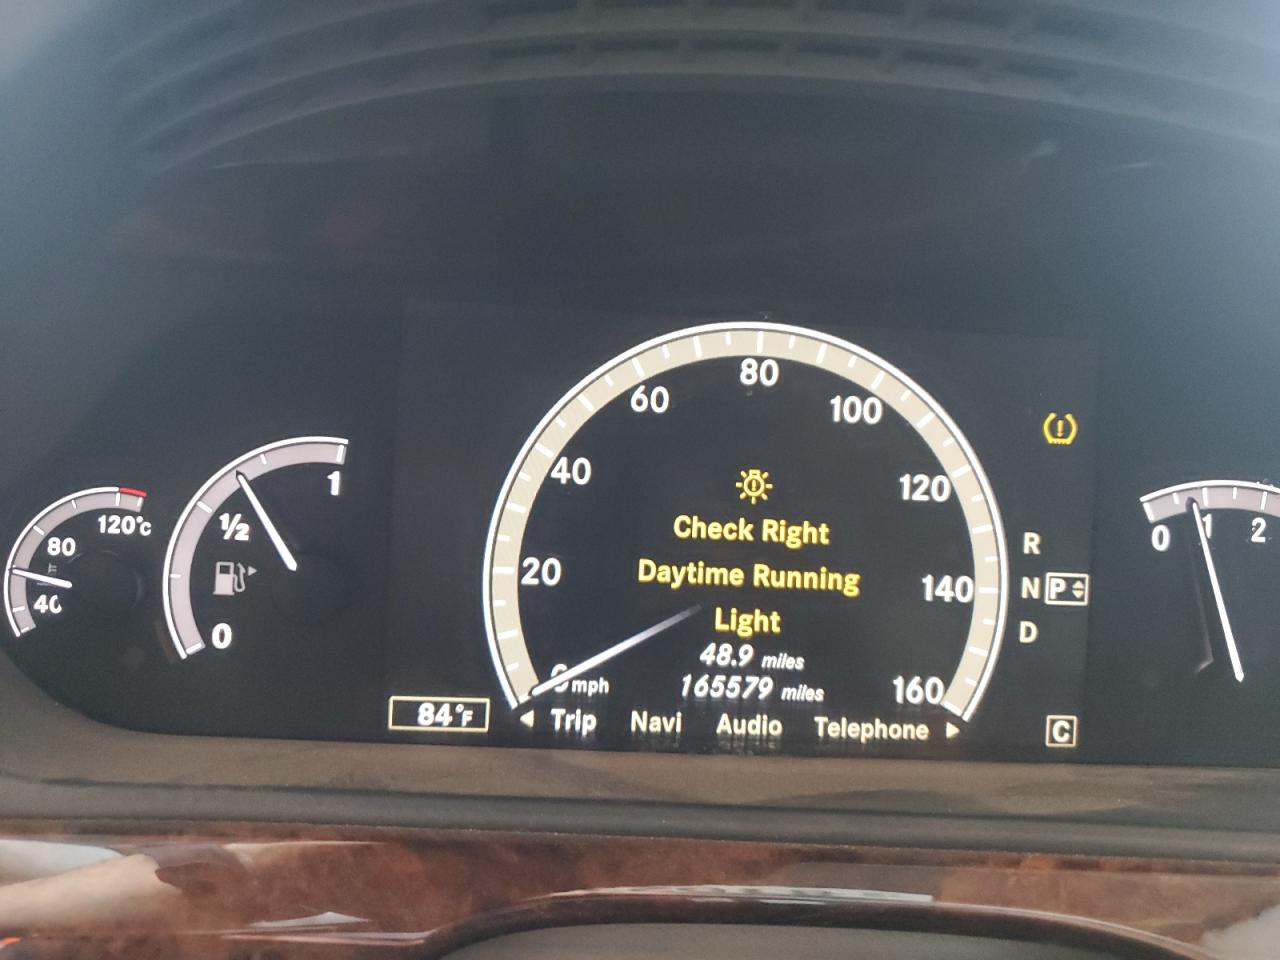 120°c
80
40
1
½
0
80
60
100
40
120
20
140
0 mph
160
Check Right
Daytime Running
Light
48.9 miles
165579 miles
84°F
Trip Navi Audio Telephone
R
N P
D
C
0 1 2